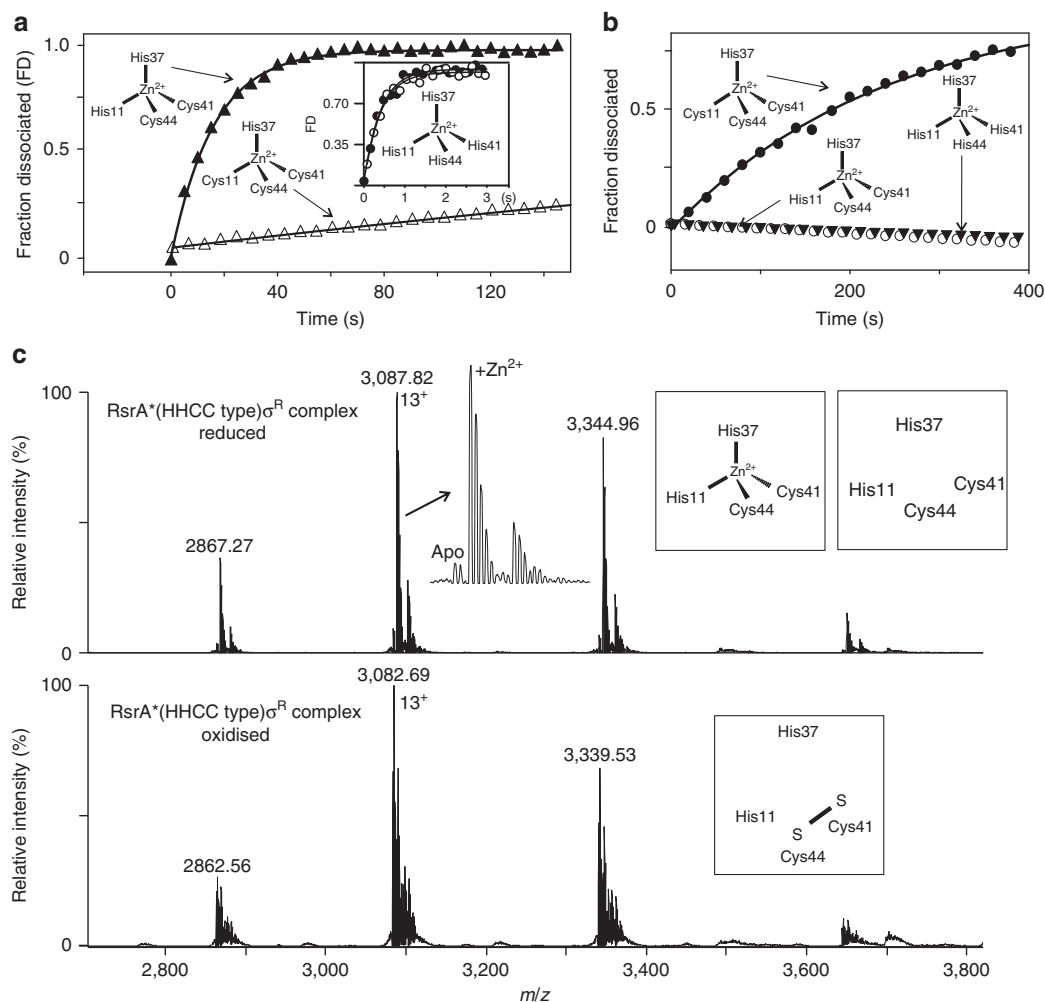 a
Fraction dissociated (FD)
1.0
0.5
0
0 40 80 120
Time (s)
His37
Zn2+
His11
Cys41
Cys44
His37
Zn2+
Cys11
Cys41
Cys44
FD
0.70
0.35
His37
Zn2+
His11
His41
His44
0 1 2 3 (s)
b
Fraction dissociated
0.5
0
0 200 400
Time (s)
His37
Zn2+
Cys11
Cys41
Cys44
His37
Zn2+
His11
Cys41
Cys44
His37
Zn2+
His11
His41
His44
c
Relative intensity (%)
100
0
RsrA*(HHCC type)σR complex
reduced
2867.27
3,087.82
13+
+Zn2+
Apo
3,344.96
His37
Zn2+
His11
Cys41
Cys44
His37
His11
Cys41
Cys44
Relative intensity (%)
100
0
RsrA*(HHCC type)σR complex
oxidised
2862.56
3,082.69
13+
3,339.53
His37
His11
S
S
Cys41
Cys44
2,800 3,000 3,200 3,400 3,600 3,800
m/z